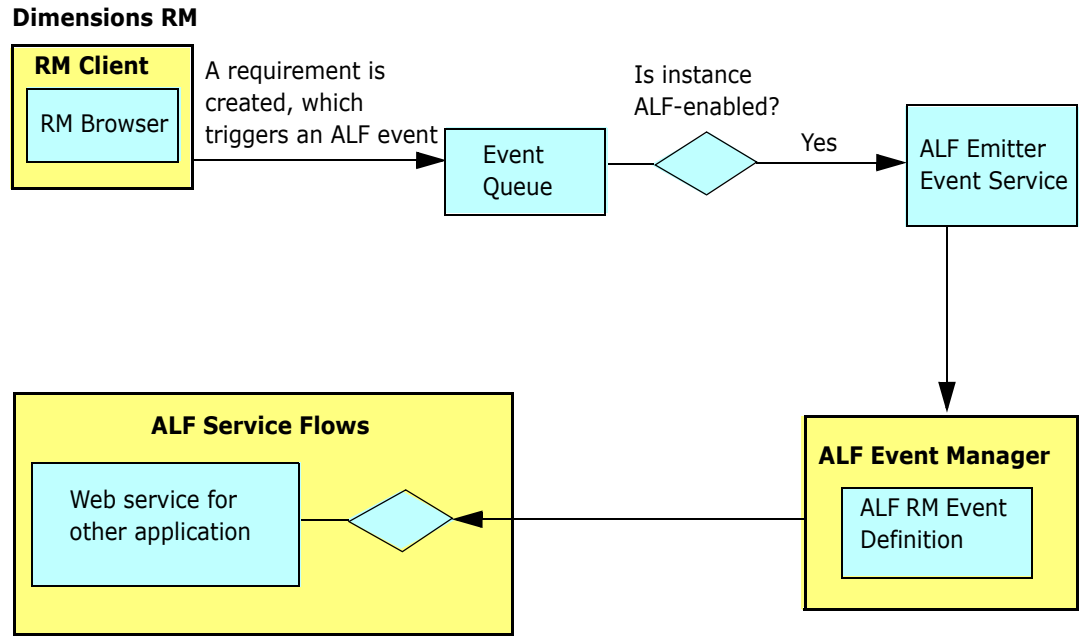 Dimensions RM
RM Client
RM Browser
A requirement is
created, which
triggers an ALF event
Event
Queue
Is instance
ALF-enabled?
Yes
ALF Emitter
Event Service
ALF Event Manager
ALF RM Event
Definition
ALF Service Flows
Web service for
other application